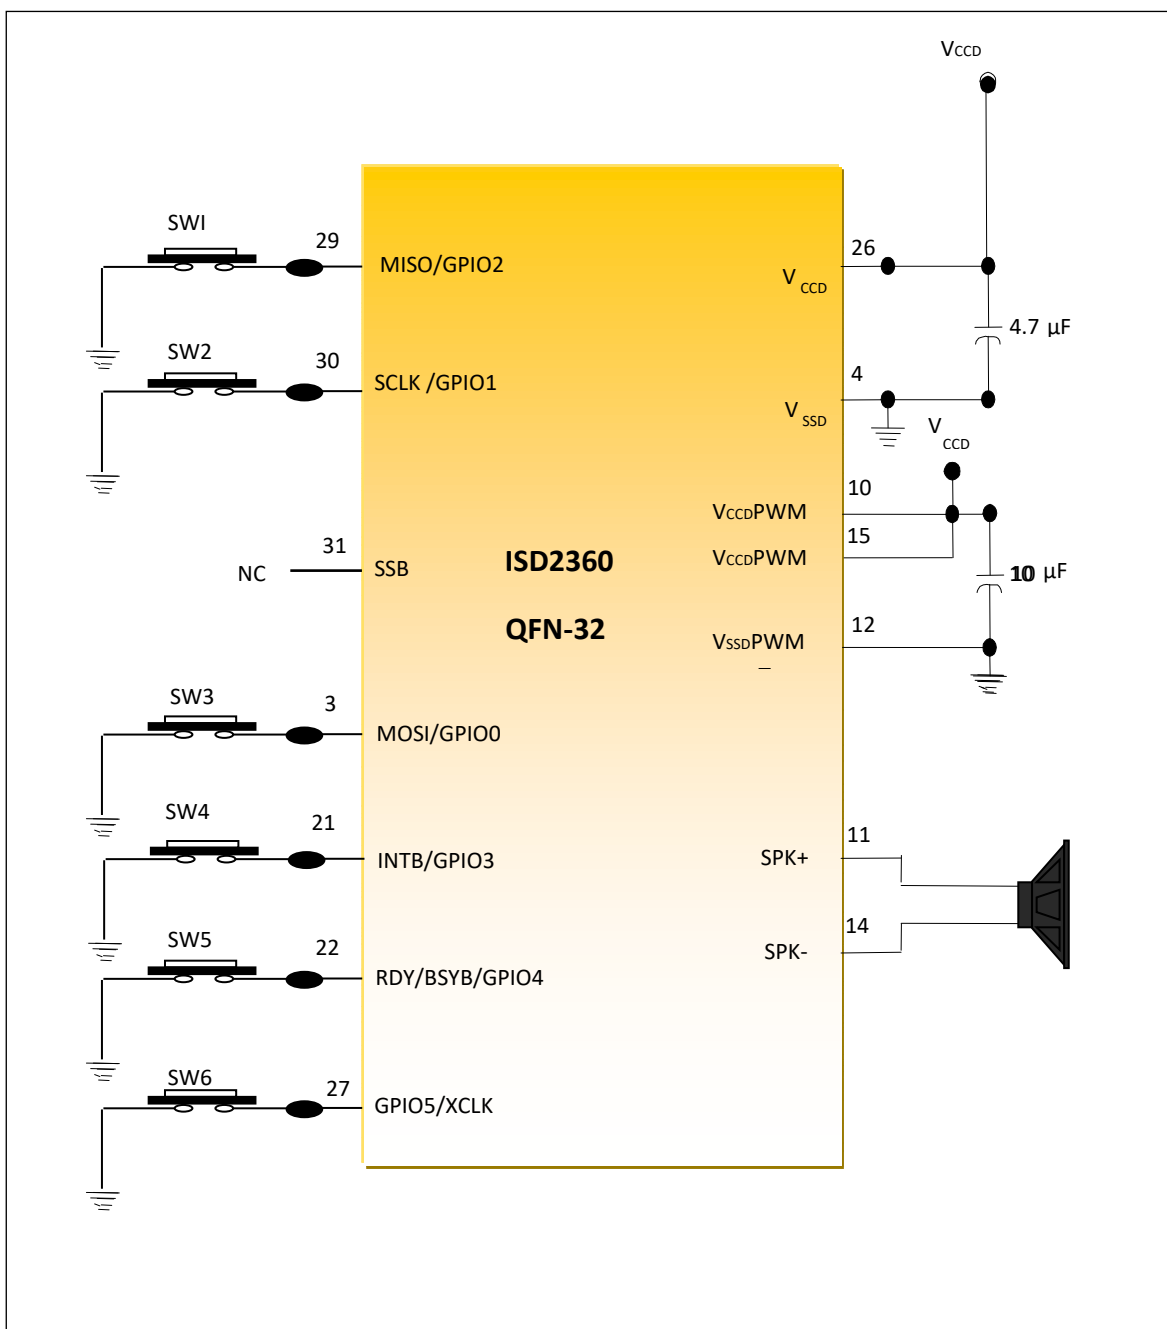 VCCD
SWI
29
MISO/GPIO2
26
V CCD
4.7 µF
SW2
30
SCLK /GPIO1
4
V SSD
V CCD
10
VCCDPWM
15
VCCDPWM
31
NC
SSB
ISD2360
10 µF
QFN-32
12
VSSDPWM
SW3
3
MOSI/GPIO0
SW4
21
INTB/GPIO3
11
SPK+
SW5
22
RDY/BSYB/GPIO4
14
SPK-
SW6
27
GPIO5/XCLK